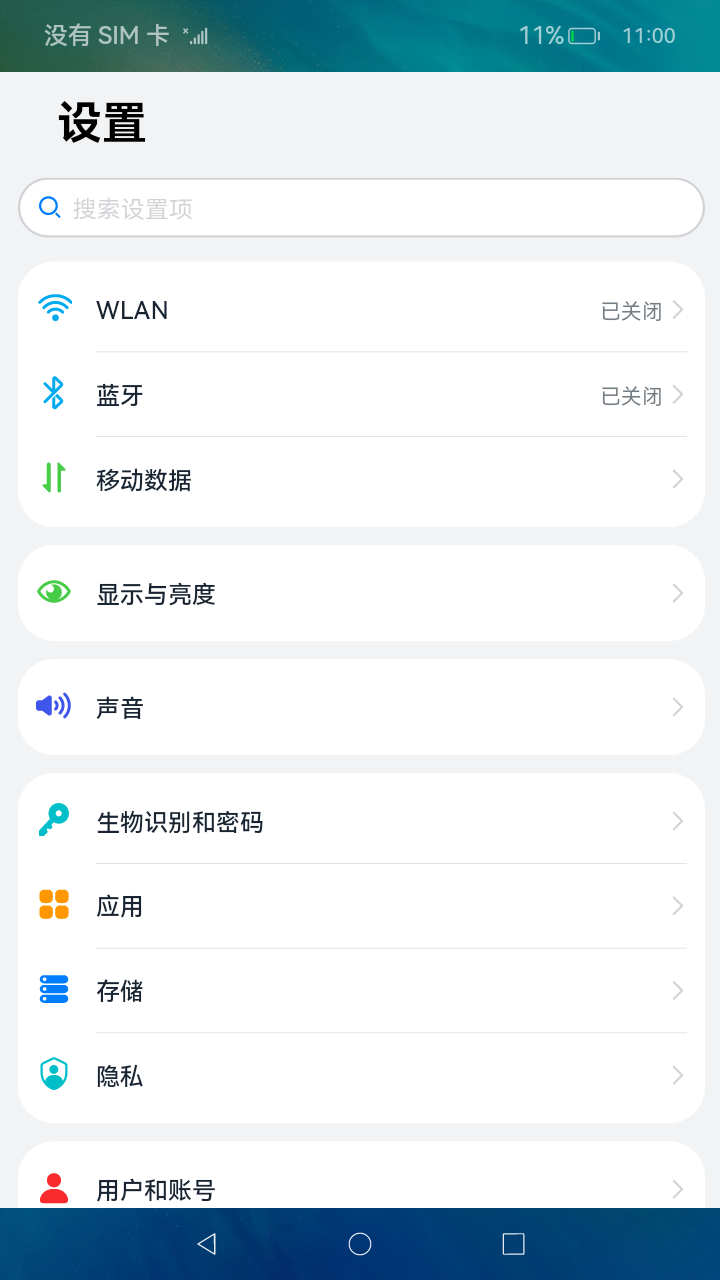 没有 SIM 卡 11% 11:00
设置
搜索设置项
WLAN 已关闭
蓝牙 已关闭
移动数据
显示与亮度
声音
生物识别和密码
应用
存储
隐私
用户和账号